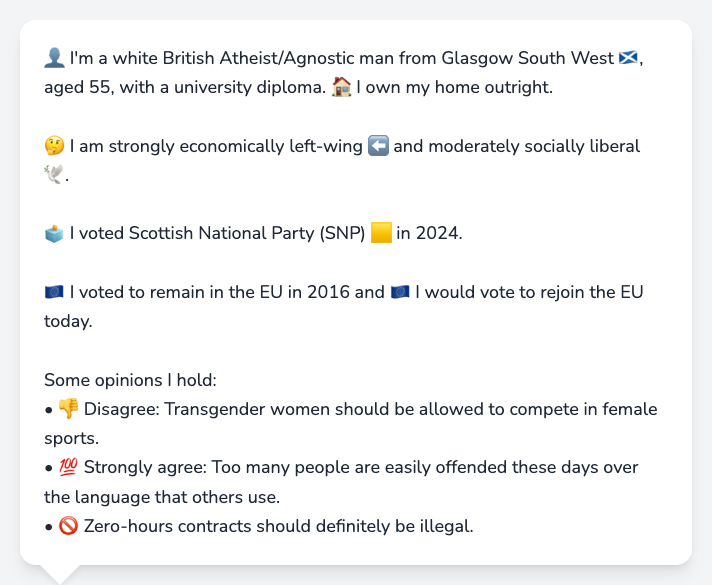 👤 I'm a white British Atheist/Agnostic man from Glasgow South West 🏴󠁧󠁢󠁳󠁣󠁴󠁿,
aged 55, with a university diploma. 🏠 I own my home outright.
🤔 I am strongly economically left-wing ⬅️ and moderately socially liberal
🕊️.
🗳️ I voted Scottish National Party (SNP) 🟨 in 2024.
🇪🇺 I voted to remain in the EU in 2016 and 🇪🇺 I would vote to rejoin the EU
today.
Some opinions I hold:
• 👎 Disagree: Transgender women should be allowed to compete in female
sports.
• 💯 Strongly agree: Too many people are easily offended these days over
the language that others use.
• 🚫 Zero-hours contracts should definitely be illegal.